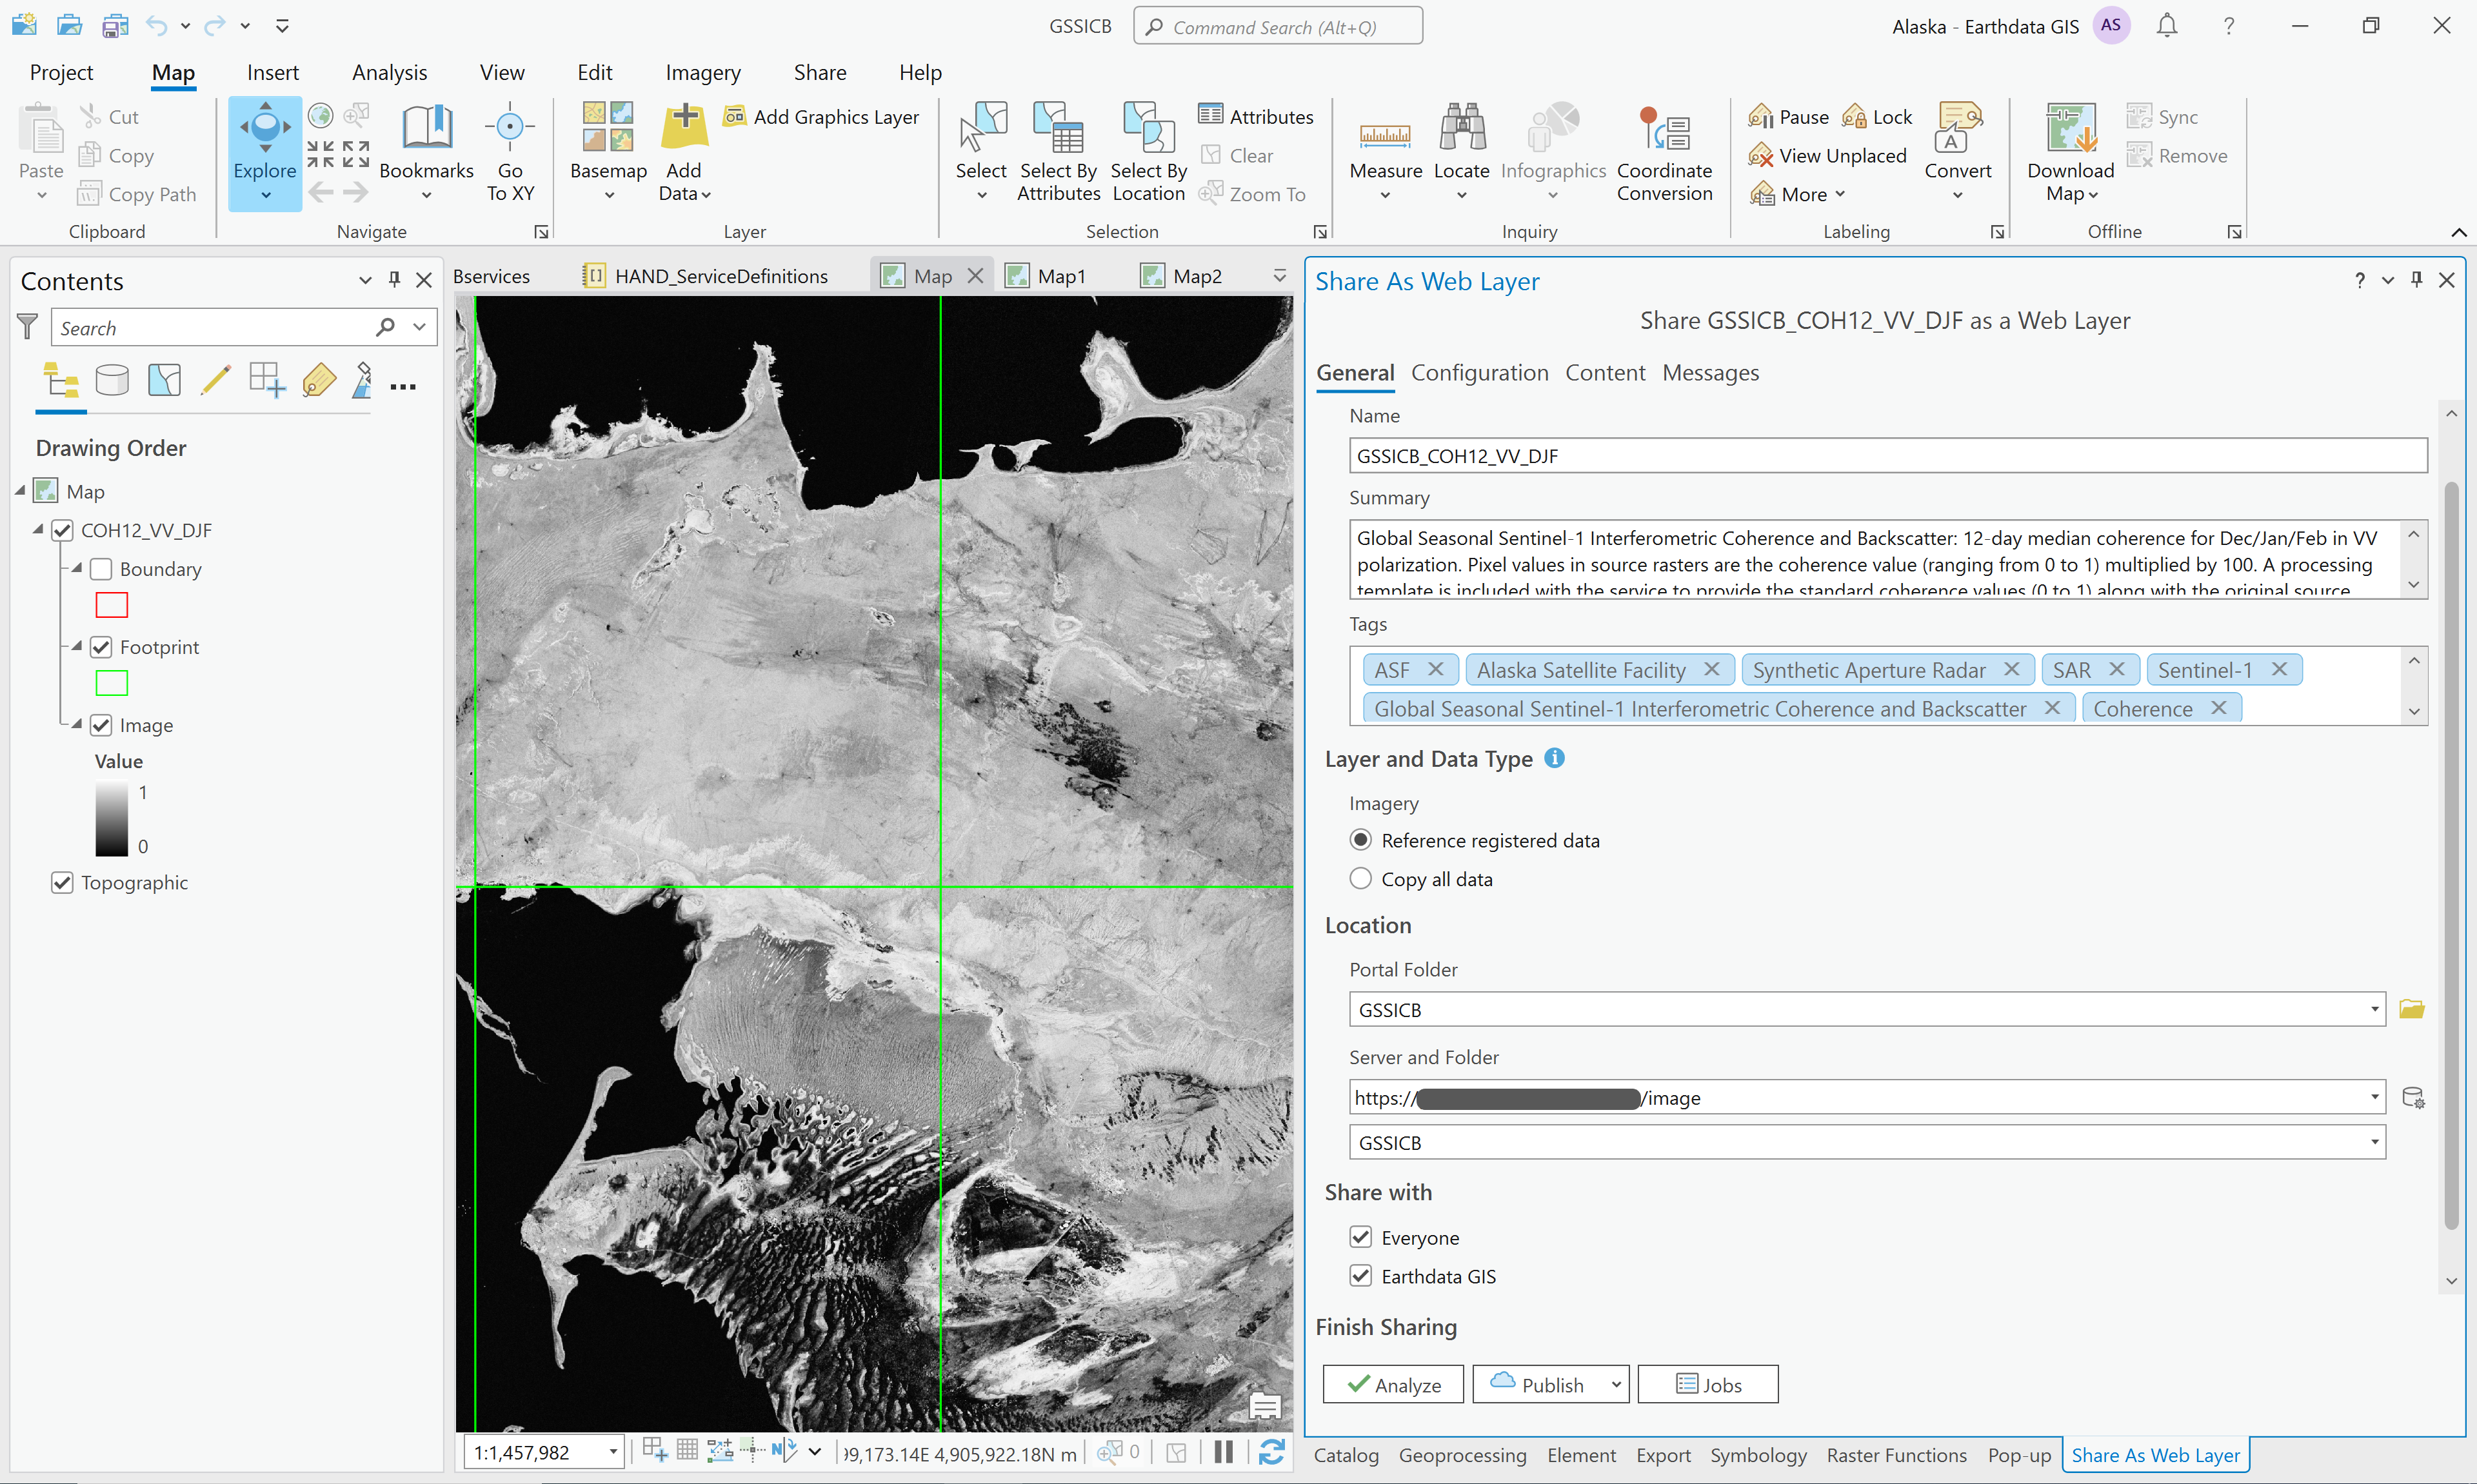 GSSICB
Command Search (Alt+Q)
Alaska - Earthdata GIS
AS
?
Project
Map
Insert
Analysis
View
Edit
Imagery
Share
Help
Paste
Cut
Copy
Copy Path
Clipboard
Explore
Bookmarks
Go
To XY
Navigate
Basemap
Add
Data
Add Graphics Layer
Layer
Select
Select By
Attributes
Select By
Location
Attributes
Clear
Zoom To
Selection
Measure
Locate
Infographics
Coordinate
Conversion
Inquiry
Pause
Lock
View Unplaced
More
Convert
Labeling
Download
Map
Sync
Remove
Offline
Contents
Search
Drawing Order
Map
COH12_VV_DJF
Boundary
Footprint
Image
Value
1
0
Topographic
Bservices
HAND_ServiceDefinitions
Map
Map1
Map2
1:1,457,982
99,173.14E 4,905,922.18N m
0
Share As Web Layer
?
Share GSSICB_COH12_VV_DJF as a Web Layer
General
Configuration
Content
Messages
Name
GSSICB_COH12_VV_DJF
Summary
Global Seasonal Sentinel-1 Interferometric Coherence and Backscatter: 12-day median coherence for Dec/Jan/Feb in VV
polarization. Pixel values in source rasters are the coherence value (ranging from 0 to 1) multiplied by 100. A processing
template is included with the service to provide the standard coherence values (0 to 1) along with the original source
Tags
ASF
Alaska Satellite Facility
Synthetic Aperture Radar
SAR
Sentinel-1
Global Seasonal Sentinel-1 Interferometric Coherence and Backscatter
Coherence
Layer and Data Type
Imagery
Reference registered data
Copy all data
Location
Portal Folder
GSSICB
Server and Folder
https:// /image
GSSICB
Share with
Everyone
Earthdata GIS
Finish Sharing
Analyze
Publish
Jobs
Catalog
Geoprocessing
Element
Export
Symbology
Raster Functions
Pop-up
Share As Web Layer